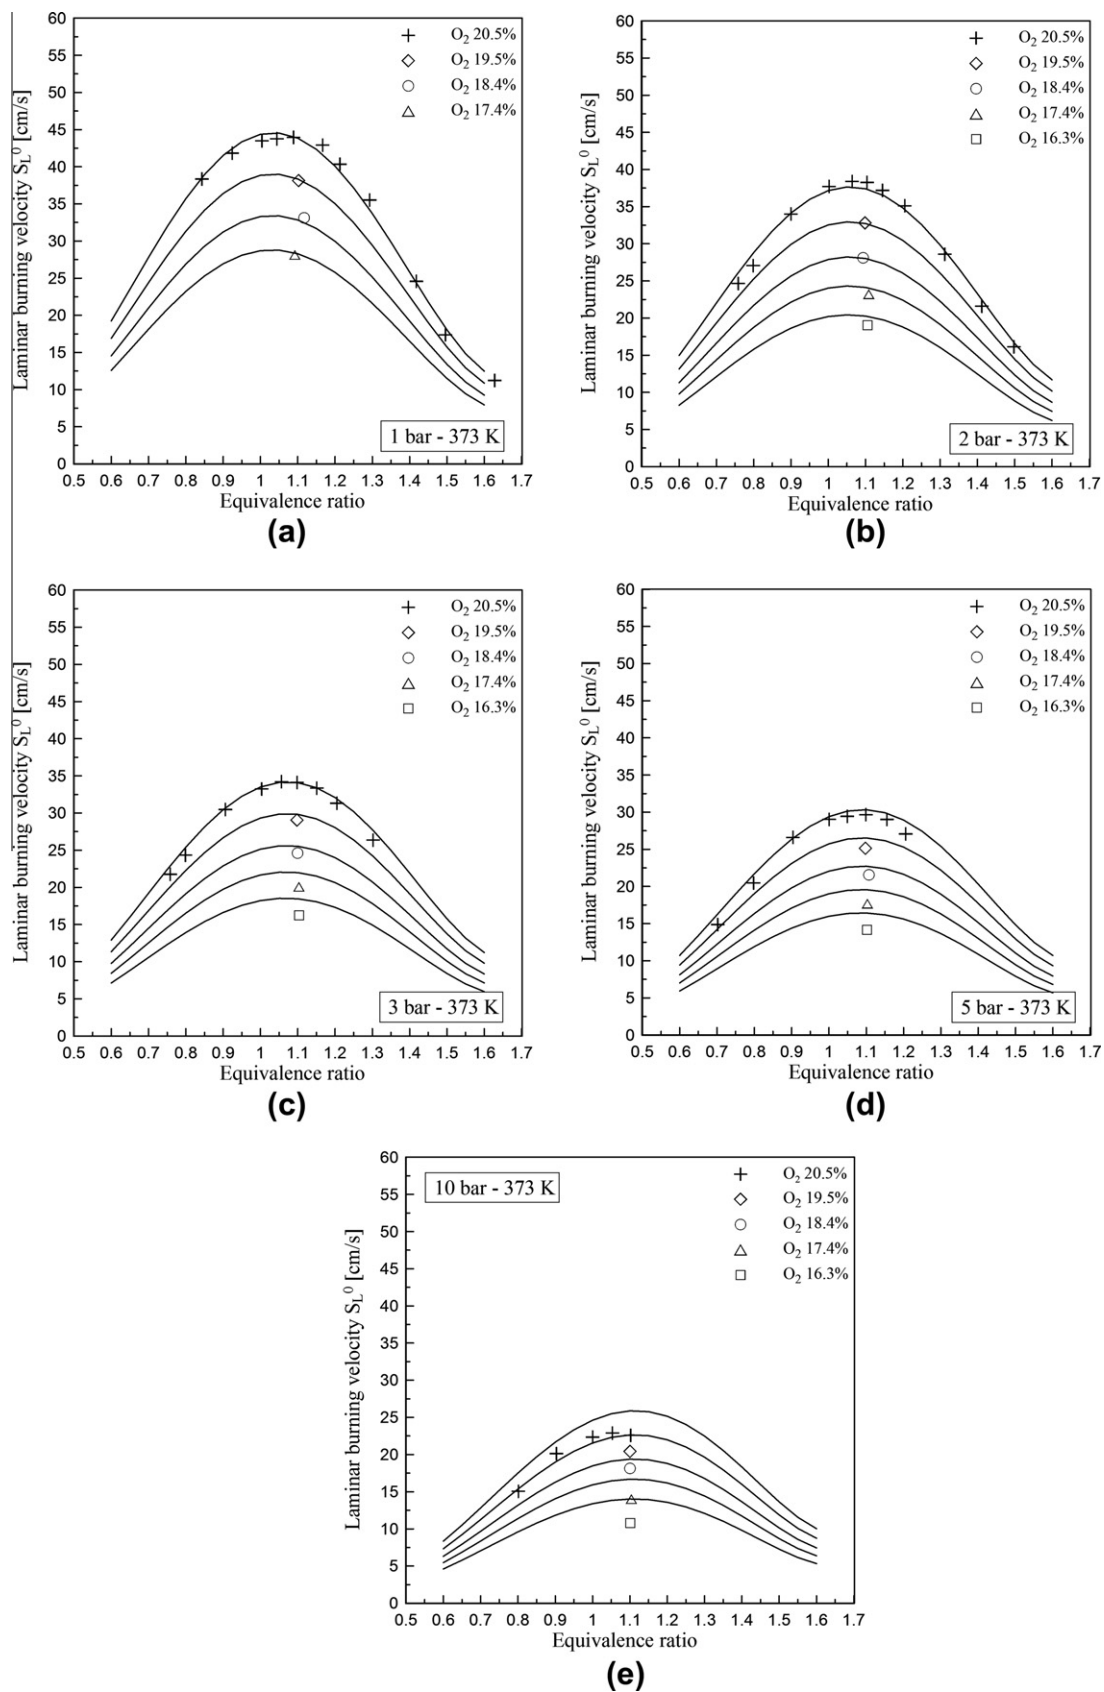 60
55
50
45
40
35
30
25
20
15
10
5
0
Laminar burning velocity S_L^0 [cm/s]
O2 20.5%
O2 19.5%
O2 18.4%
O2 17.4%
1 bar - 373 K
0.5 0.6 0.7 0.8 0.9 1 1.1 1.2 1.3 1.4 1.5 1.6 1.7
Equivalence ratio
(a)
60
55
50
45
40
35
30
25
20
15
10
5
0
Laminar burning velocity S_L^0 [cm/s]
O2 20.5%
O2 19.5%
O2 18.4%
O2 17.4%
O2 16.3%
2 bar - 373 K
0.5 0.6 0.7 0.8 0.9 1 1.1 1.2 1.3 1.4 1.5 1.6 1.7
Equivalence ratio
(b)
60
55
50
45
40
35
30
25
20
15
10
5
0
Laminar burning velocity S_L^0 [cm/s]
O2 20.5%
O2 19.5%
O2 18.4%
O2 17.4%
O2 16.3%
3 bar - 373 K
0.5 0.6 0.7 0.8 0.9 1 1.1 1.2 1.3 1.4 1.5 1.6 1.7
Equivalence ratio
(c)
60
55
50
45
40
35
30
25
20
15
10
5
0
Laminar burning velocity S_L^0 [cm/s]
O2 20.5%
O2 19.5%
O2 18.4%
O2 17.4%
O2 16.3%
5 bar - 373 K
0.5 0.6 0.7 0.8 0.9 1 1.1 1.2 1.3 1.4 1.5 1.6 1.7
Equivalence ratio
(d)
60
55
50
45
40
35
30
25
20
15
10
5
0
Laminar burning velocity S_L^0 [cm/s]
10 bar - 373 K
O2 20.5%
O2 19.5%
O2 18.4%
O2 17.4%
O2 16.3%
0.5 0.6 0.7 0.8 0.9 1 1.1 1.2 1.3 1.4 1.5 1.6 1.7
Equivalence ratio
(e)